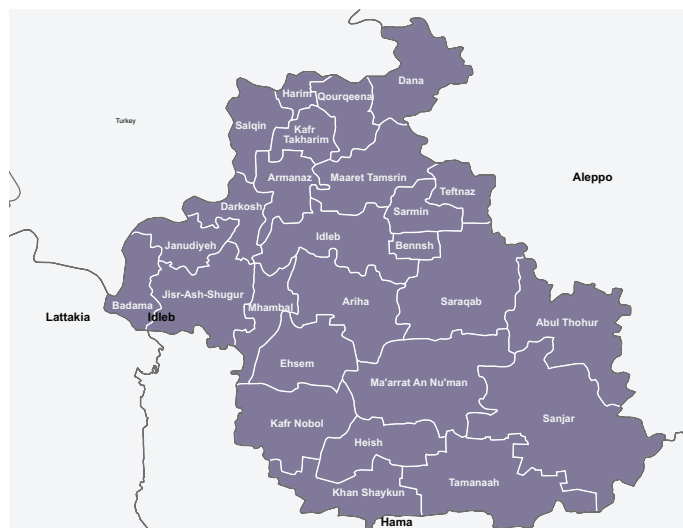 Dana
Harim
Qourqeena
Turkey
Salqin
Kafr
Takharim
Armanaz
Maaret Tamsrin
Aleppo
Teftnaz
Darkosh
Sarmin
Idleb
Janudiyeh
Bennsh
Jisr-Ash-Shugur
Badama
Mhambal
Ariha
Saraqab
Lattakia
Idleb
Abul Thohur
Ehsem
Ma'arrat An Nu'man
Sanjar
Kafr Nobol
Heish
Tamanaah
Khan Shaykun
Hama